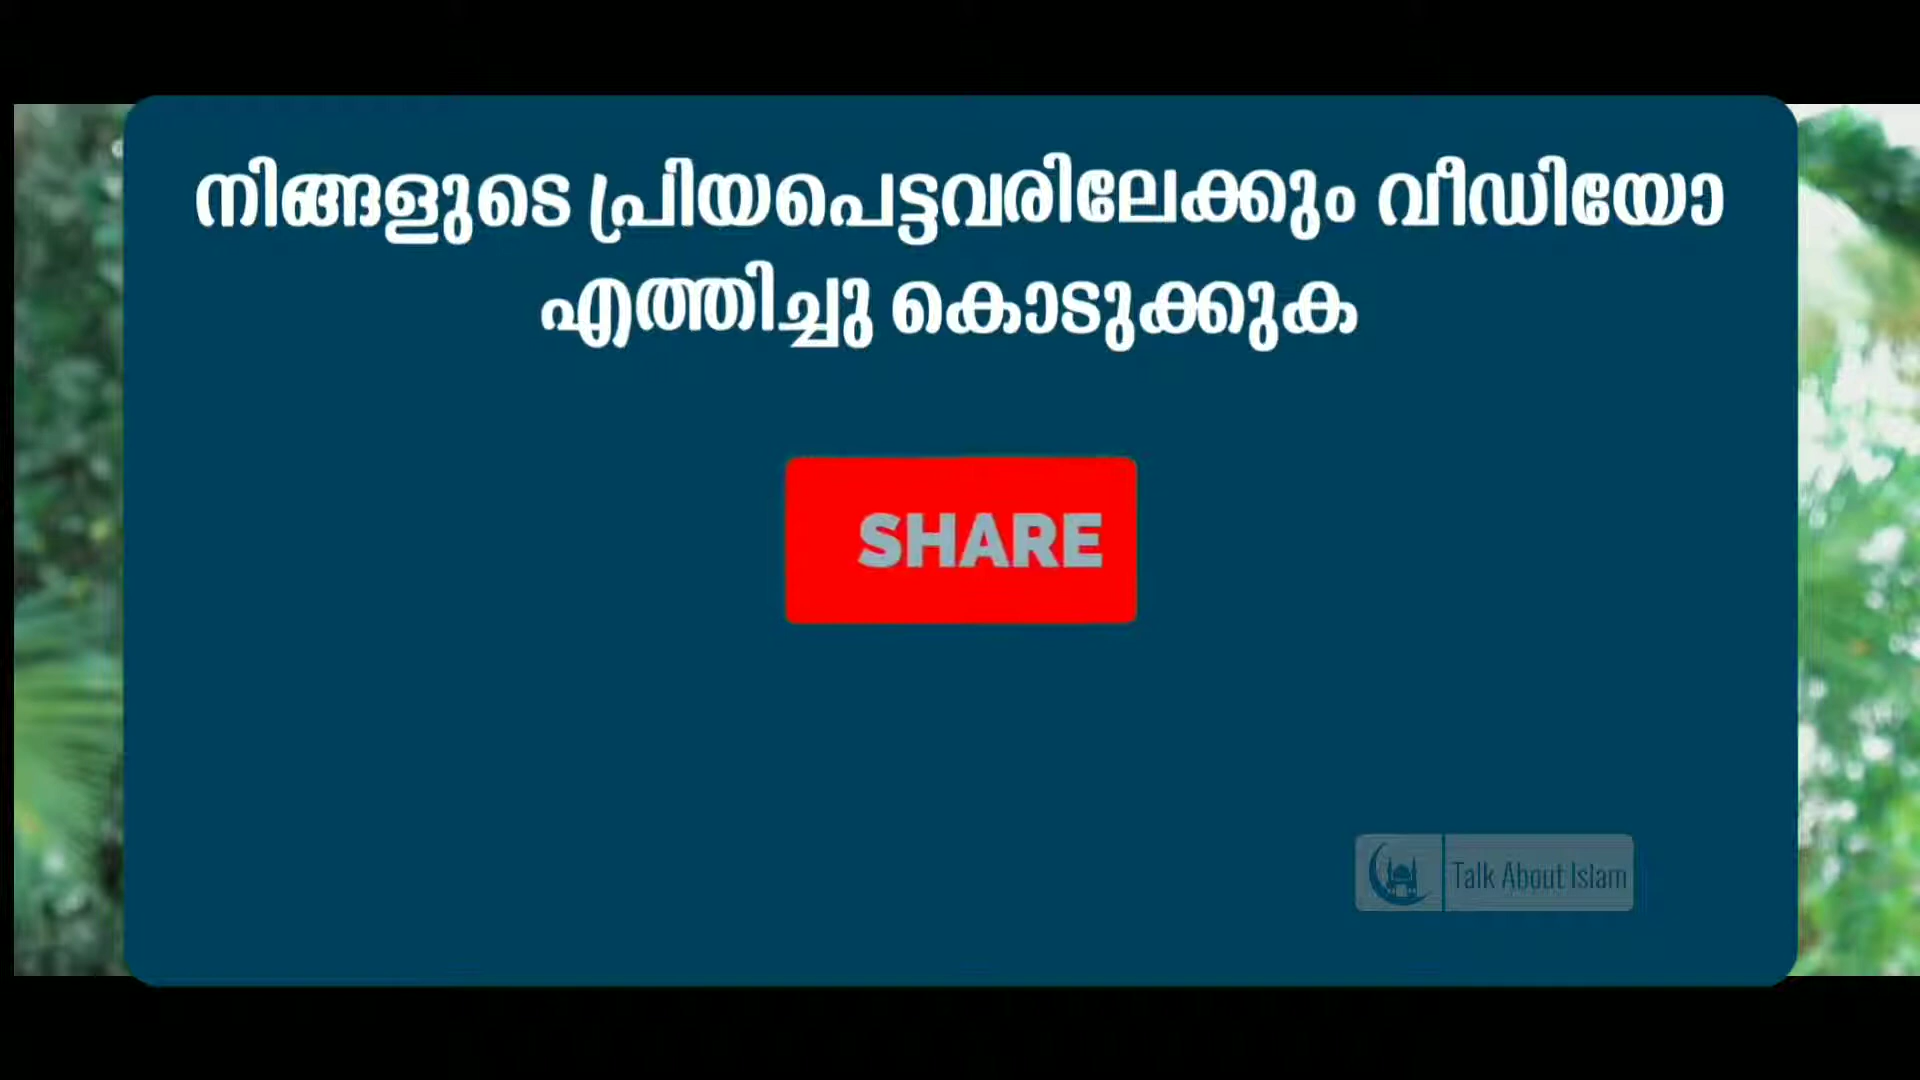 നിങ്ങളുടെ പ്രിയപെട്ടവരിലേക്കും വീഡിയോ
എത്തിച്ചു കൊടുക്കുക
SHARE
Talk About Islam